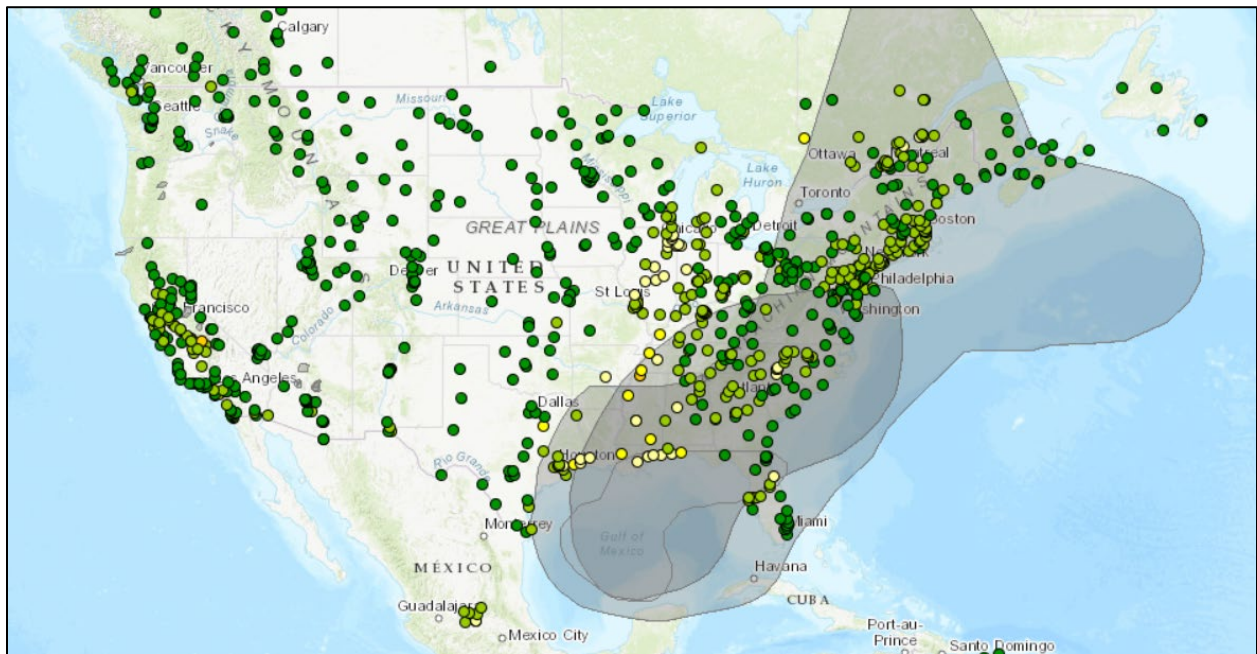 Calgary
Vancouver
Seattle
Snake
Missouri
Lake
Superior
Mississippi
Ottawa
Montreal
Lake
Huron
Toronto
GREAT PLAINS
Chicago
Detroit
Boston
New York
Philadelphia
Washington
Denver
UNITED
STATES
St Louis
Francisco
Colorado
Arkansas
Los Angeles
Dallas
Atlanta
Houston
Rio Grande
Monterrey
Gulf of
Mexico
Miami
MÉXICO
Havana
CUBA
Guadalajara
Mexico City
Port-au-
Prince
Santo Domingo